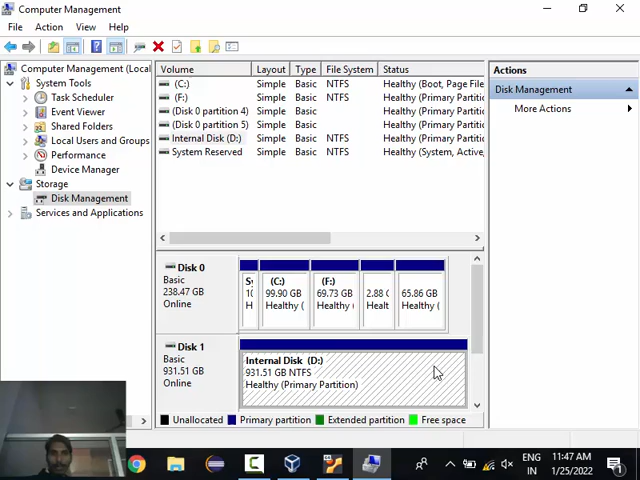 Computer Management
File Action View Help
Computer Management (Local
System Tools
Task Scheduler
Event Viewer
Shared Folders
Local Users and Groups
Performance
Device Manager
Storage
Disk Management
Services and Applications
Volume Layout Type File System Status
(C:) Simple Basic NTFS Healthy (Boot, Page File
(F:) Simple Basic NTFS Healthy (Primary Partitic
(Disk 0 partition 4) Simple Basic Healthy (Primary Partitic
(Disk 0 partition 5) Simple Basic Healthy (Primary Partitic
Internal Disk (D:) Simple Basic NTFS Healthy (Primary Partitic
System Reserved Simple Basic NTFS Healthy (System, Active,
Disk 0
Basic
238.47 GB
Online
Sy
10
H
(C:)
99.90 GB
Healthy (
(F:)
69.73 GB
Healthy (
2.88 (
Healt
65.86 GB
Healthy (
Disk 1
Basic
931.51 GB
Online
Internal Disk (D:)
931.51 GB NTFS
Healthy (Primary Partition)
Unallocated Primary partition Extended partition Free space
Actions
Disk Management
More Actions
ENG
IN
11:47 AM
1/25/2022
1